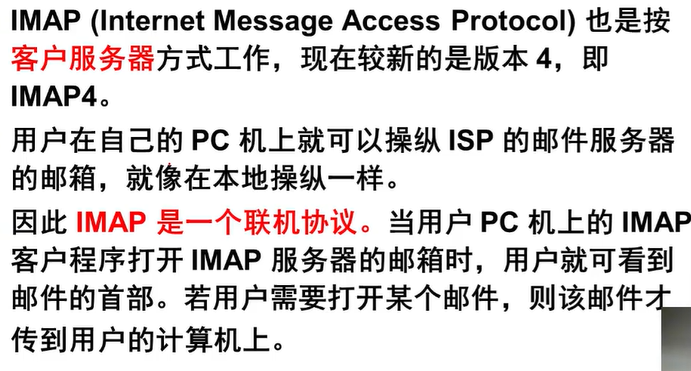 IMAP (Internet Message Access Protocol) 也是按
客户服务器方式工作，现在较新的是版本 4，即
IMAP4。
用户在自己的 PC 机上就可以操纵 ISP 的邮件服务器
的邮箱，就像在本地操纵一样。
因此 IMAP 是一个联机协议。当用户 PC 机上的 IMAP
客户程序打开 IMAP 服务器的邮箱时，用户就可看到
邮件的首部。若用户需要打开某个邮件，则该邮件才
传到用户的计算机上。